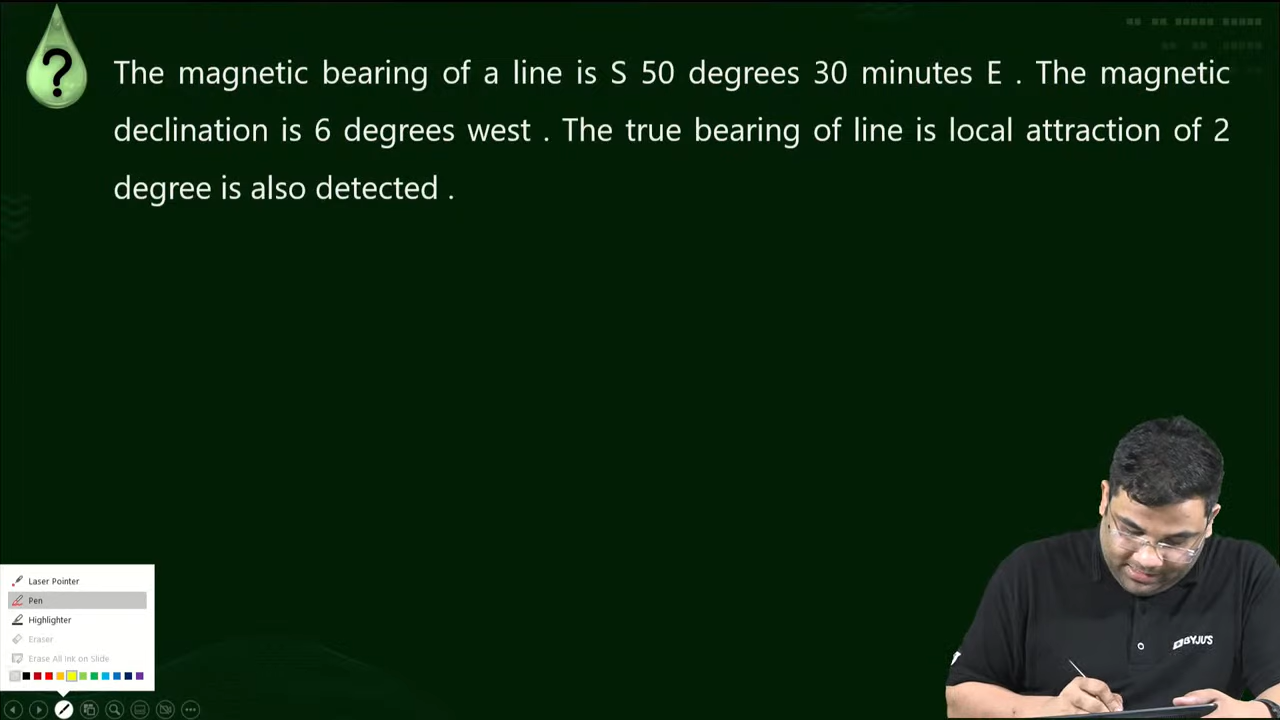 ?
The magnetic bearing of a line is S 50 degrees 30 minutes E . The magnetic
declination is 6 degrees west . The true bearing of line is local attraction of 2
degree is also detected .
Laser Pointer
Pen
Highlighter
Eraser
Erase All Ink on Slide
BYJU'S